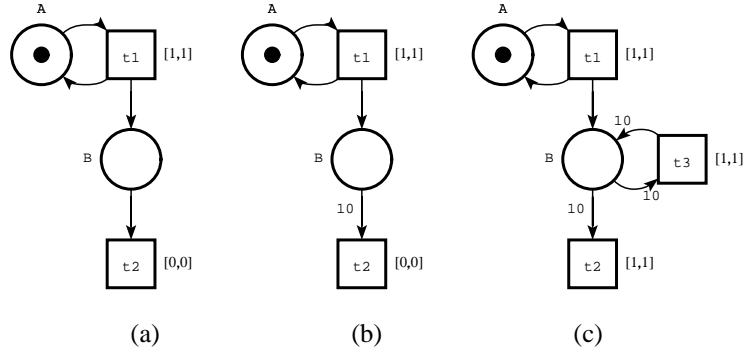 A A A
t1 [1,1] t1 [1,1] t1 [1,1]
10
B B B t3 [1,1]
10
10 10
t2 [0,0] t2 [0,0] t2 [1,1]
(a) (b) (c)